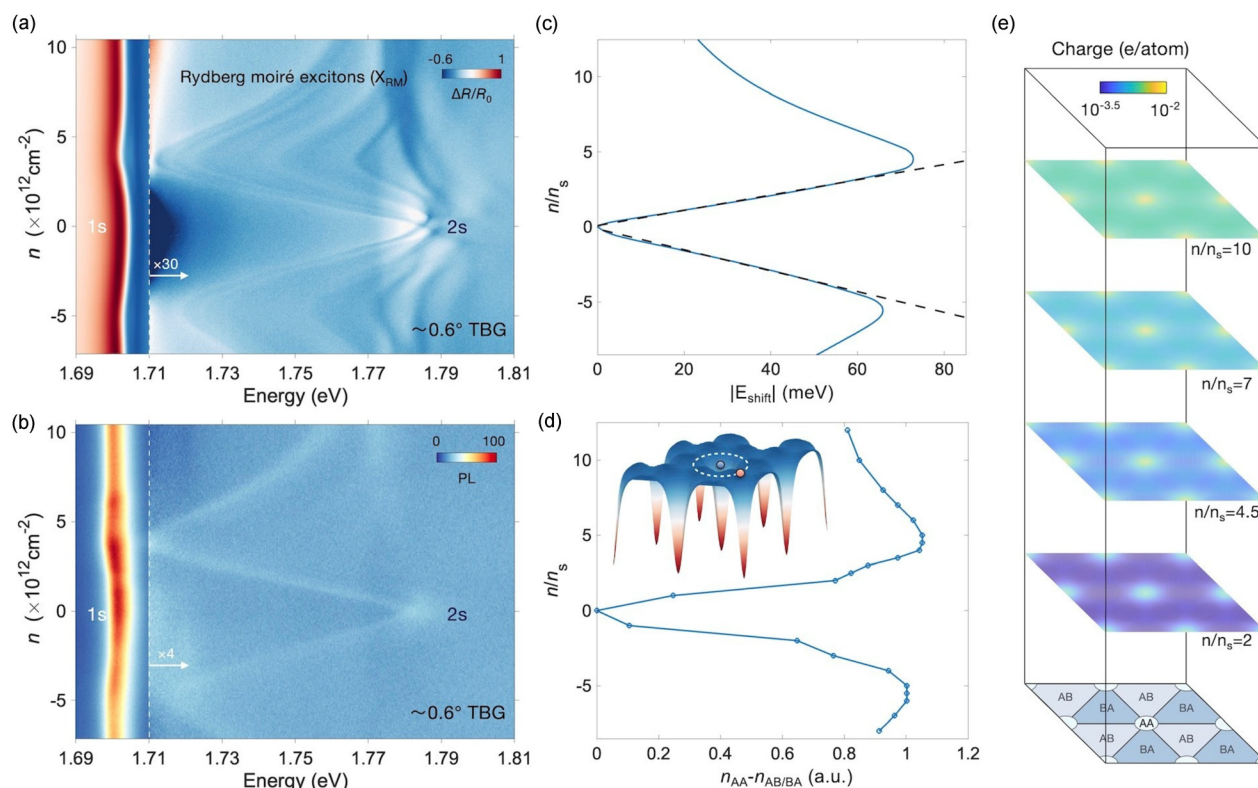 (a)
10
5
0
-5
n (×10¹²cm⁻²)
Rydberg moiré excitons (X_RM)
-0.6 1
ΔR/R₀
1s
2s
×30
~0.6° TBG
1.69 1.71 1.73 1.75 1.77 1.79 1.81
Energy (eV)
(b)
10
5
0
-5
n (×10¹²cm⁻²)
0 100
PL
1s
2s
×4
~0.6° TBG
1.69 1.71 1.73 1.75 1.77 1.79 1.81
Energy (eV)
(c)
10
5
0
-5
n/nₛ
0 20 40 60 80
|E_shift| (meV)
(d)
10
5
0
-5
n/nₛ
0 0.2 0.4 0.6 0.8 1 1.2
n_AA-n_AB/BA (a.u.)
(e)
Charge (e/atom)
10⁻³·⁵ 10⁻²
n/nₛ=10
n/nₛ=7
n/nₛ=4.5
n/nₛ=2
AB AB
BA BA
AA
AB AB
BA BA